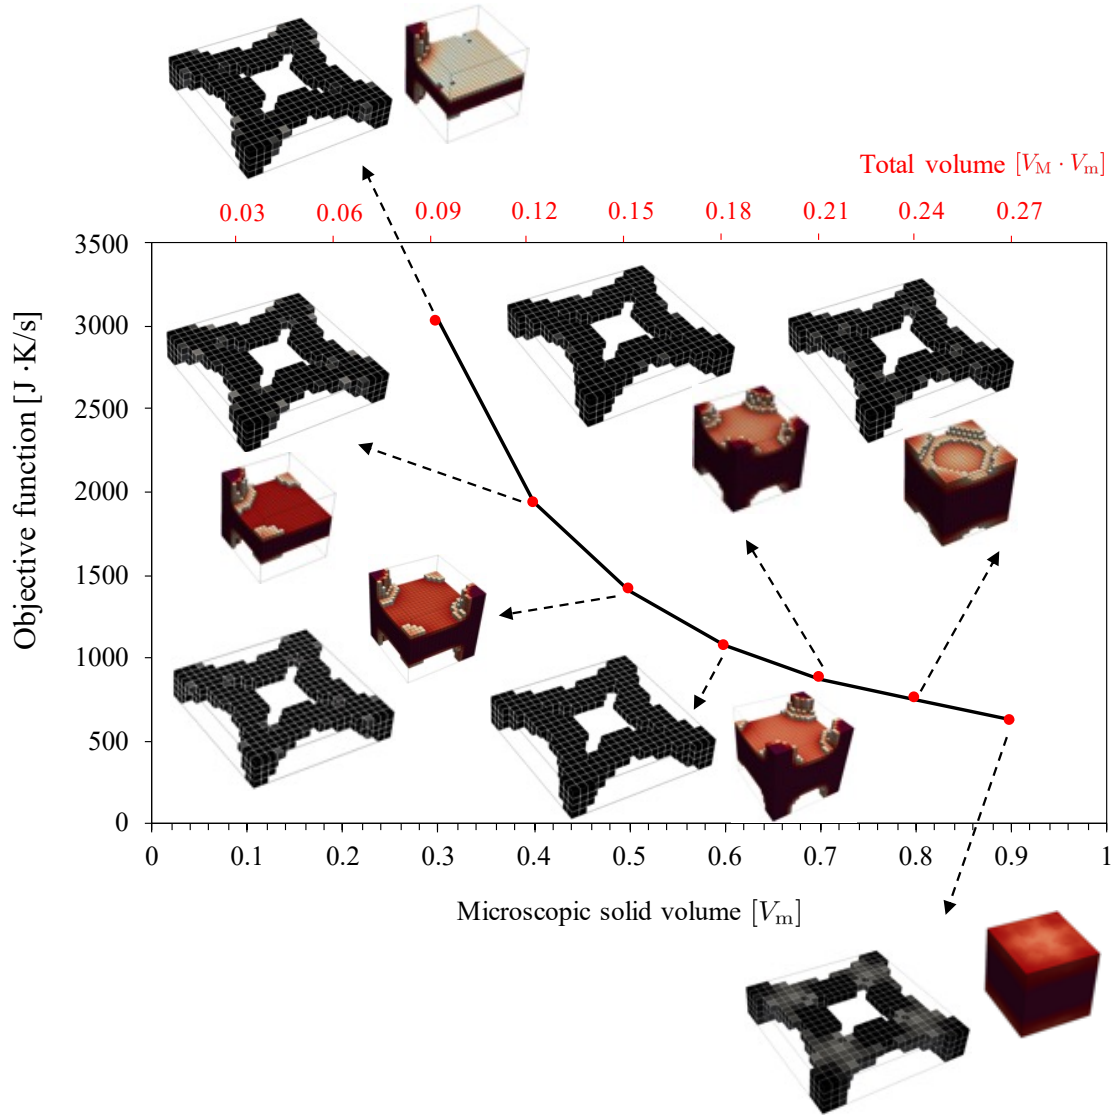 Total volume [V_M · V_m]
0.03 0.06 0.09 0.12 0.15 0.18 0.21 0.24 0.27
Objective function [J ·K/s]
3500
3000
2500
2000
1500
1000
500
0
0 0.1 0.2 0.3 0.4 0.5 0.6 0.7 0.8 0.9 1
Microscopic solid volume [V_m]